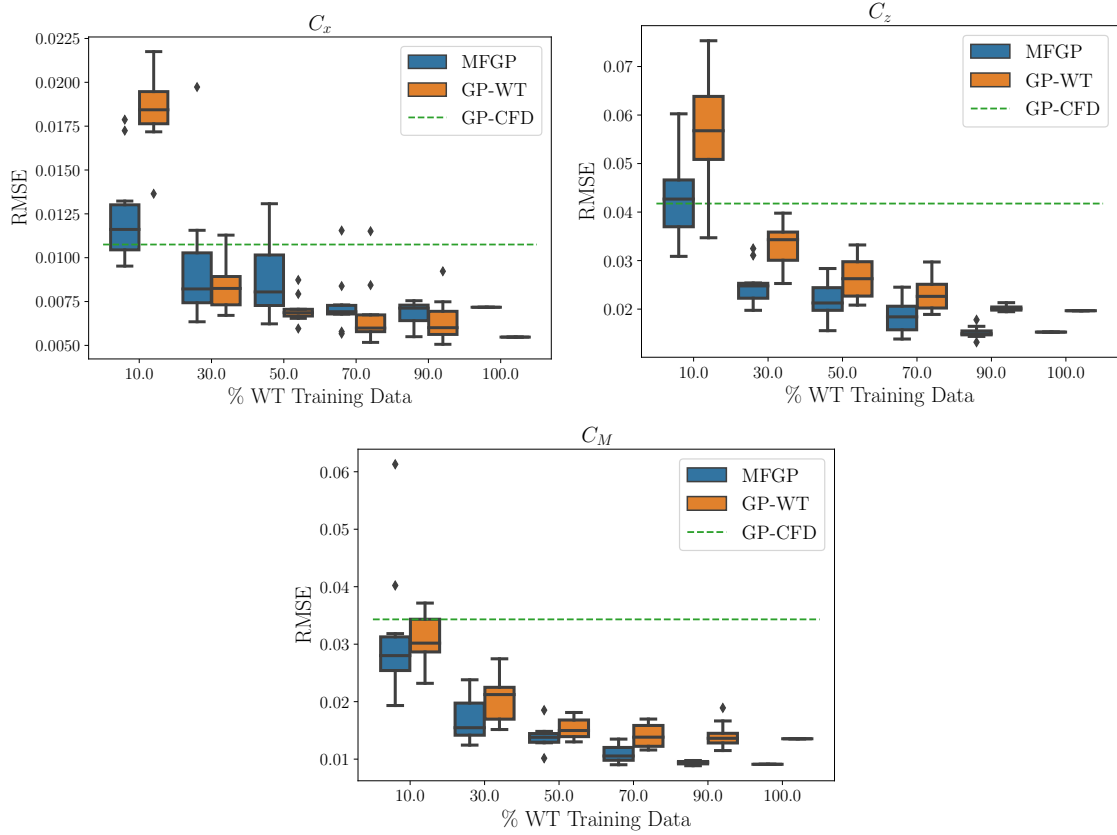 C_x
0.0225
0.0200
0.0175
0.0150
0.0125
0.0100
0.0075
0.0050
RMSE
MFGP
GP-WT
GP-CFD
10.0 30.0 50.0 70.0 90.0 100.0
% WT Training Data
C_z
0.07
0.06
0.05
0.04
0.03
0.02
RMSE
MFGP
GP-WT
GP-CFD
10.0 30.0 50.0 70.0 90.0 100.0
% WT Training Data
C_M
0.06
0.05
0.04
0.03
0.02
0.01
RMSE
MFGP
GP-WT
GP-CFD
10.0 30.0 50.0 70.0 90.0 100.0
% WT Training Data